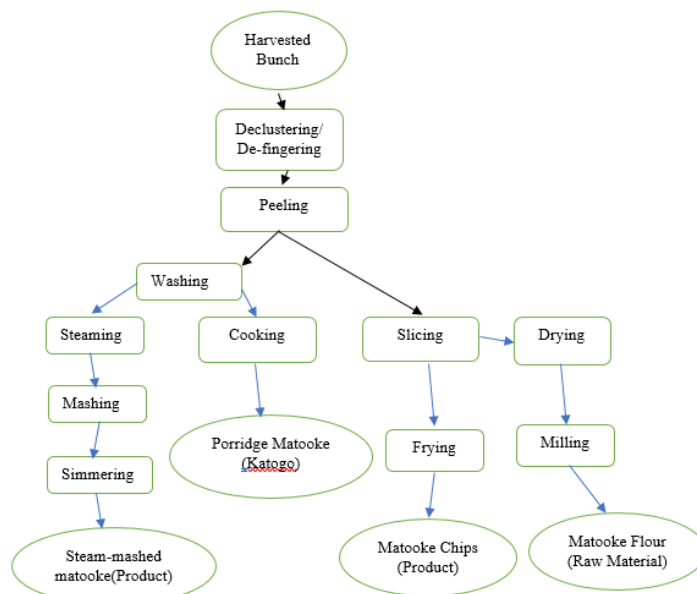 Harvested
Bunch
Declustering/
De-fingering
Peeling
Washing
Steaming
Cooking
Slicing
Drying
Mashing
Porridge Matooke
(Katogo)
Frying
Milling
Simmering
Steam-mashed
matooke(Product)
Matooke Chips
(Product)
Matooke Flour
(Raw Material)